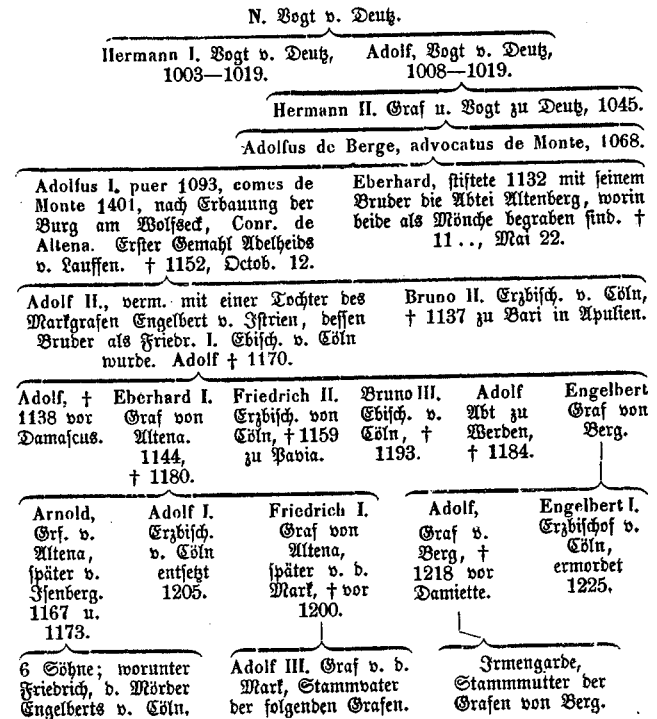 N. Vogt v. Deutz.
Hermann I. Vogt v. Deutz,
1003—1019.
Adolf, Vogt v. Deutz,
1008—1019.
Hermann II. Graf u. Vogt zu Deutz, 1045.
Adolfus de Berge, advocatus de Monte, 1068.
Adolfus I. puer 1093, comes de
Monte 1401, nach Erbauung der
Burg am Wolfseck, Conr. de
Altena. Erster Gemahl Adelheids
v. Lauffen. † 1152, Octob. 12.
Eberhard, stiftete 1132 mit seinem
Bruder die Abtei Altenberg, worin
beide als Mönche begraben sind. †
11 . ., Mai 22.
Adolf II., verm. mit einer Tochter des
Markgrafen Engelbert v. Istrien, dessen
Bruder als Friedr. I. Ebisch. v. Cöln
wurde. Adolf † 1170.
Bruno II. Erzbisch. v. Cöln,
† 1137 zu Bari in Apulien.
Adolf, †
1138 vor
Damascus.
Eberhard I.
Graf von
Altena.
1144,
† 1180.
Friedrich II.
Erzbisch. von
Cöln, † 1159
zu Pavia.
Bruno III.
Ebisch. v.
Cöln, †
1193.
Adolf
Abt zu
Werden,
† 1184.
Engelbert
Graf von
Berg.
Arnold,
Grf. v.
Altena,
später v.
Isenberg.
1167 u.
1173.
Adolf I.
Erzbisch.
v. Cöln
entsetzt
1205.
Friedrich I.
Graf von
Altena,
später v. d.
Mark, † vor
1200.
Adolf,
Graf v.
Berg, †
1218 vor
Damiette.
Engelbert I.
Erzbischof v.
Cöln,
ermordet
1225.
6 Söhne; worunter
Friedrich, d. Mörder
Engelberts v. Cöln.
Adolf III. Graf v. d.
Mark, Stammvater
der folgenden Grafen.
Irmengarde,
Stammmutter der
Grafen von Berg.